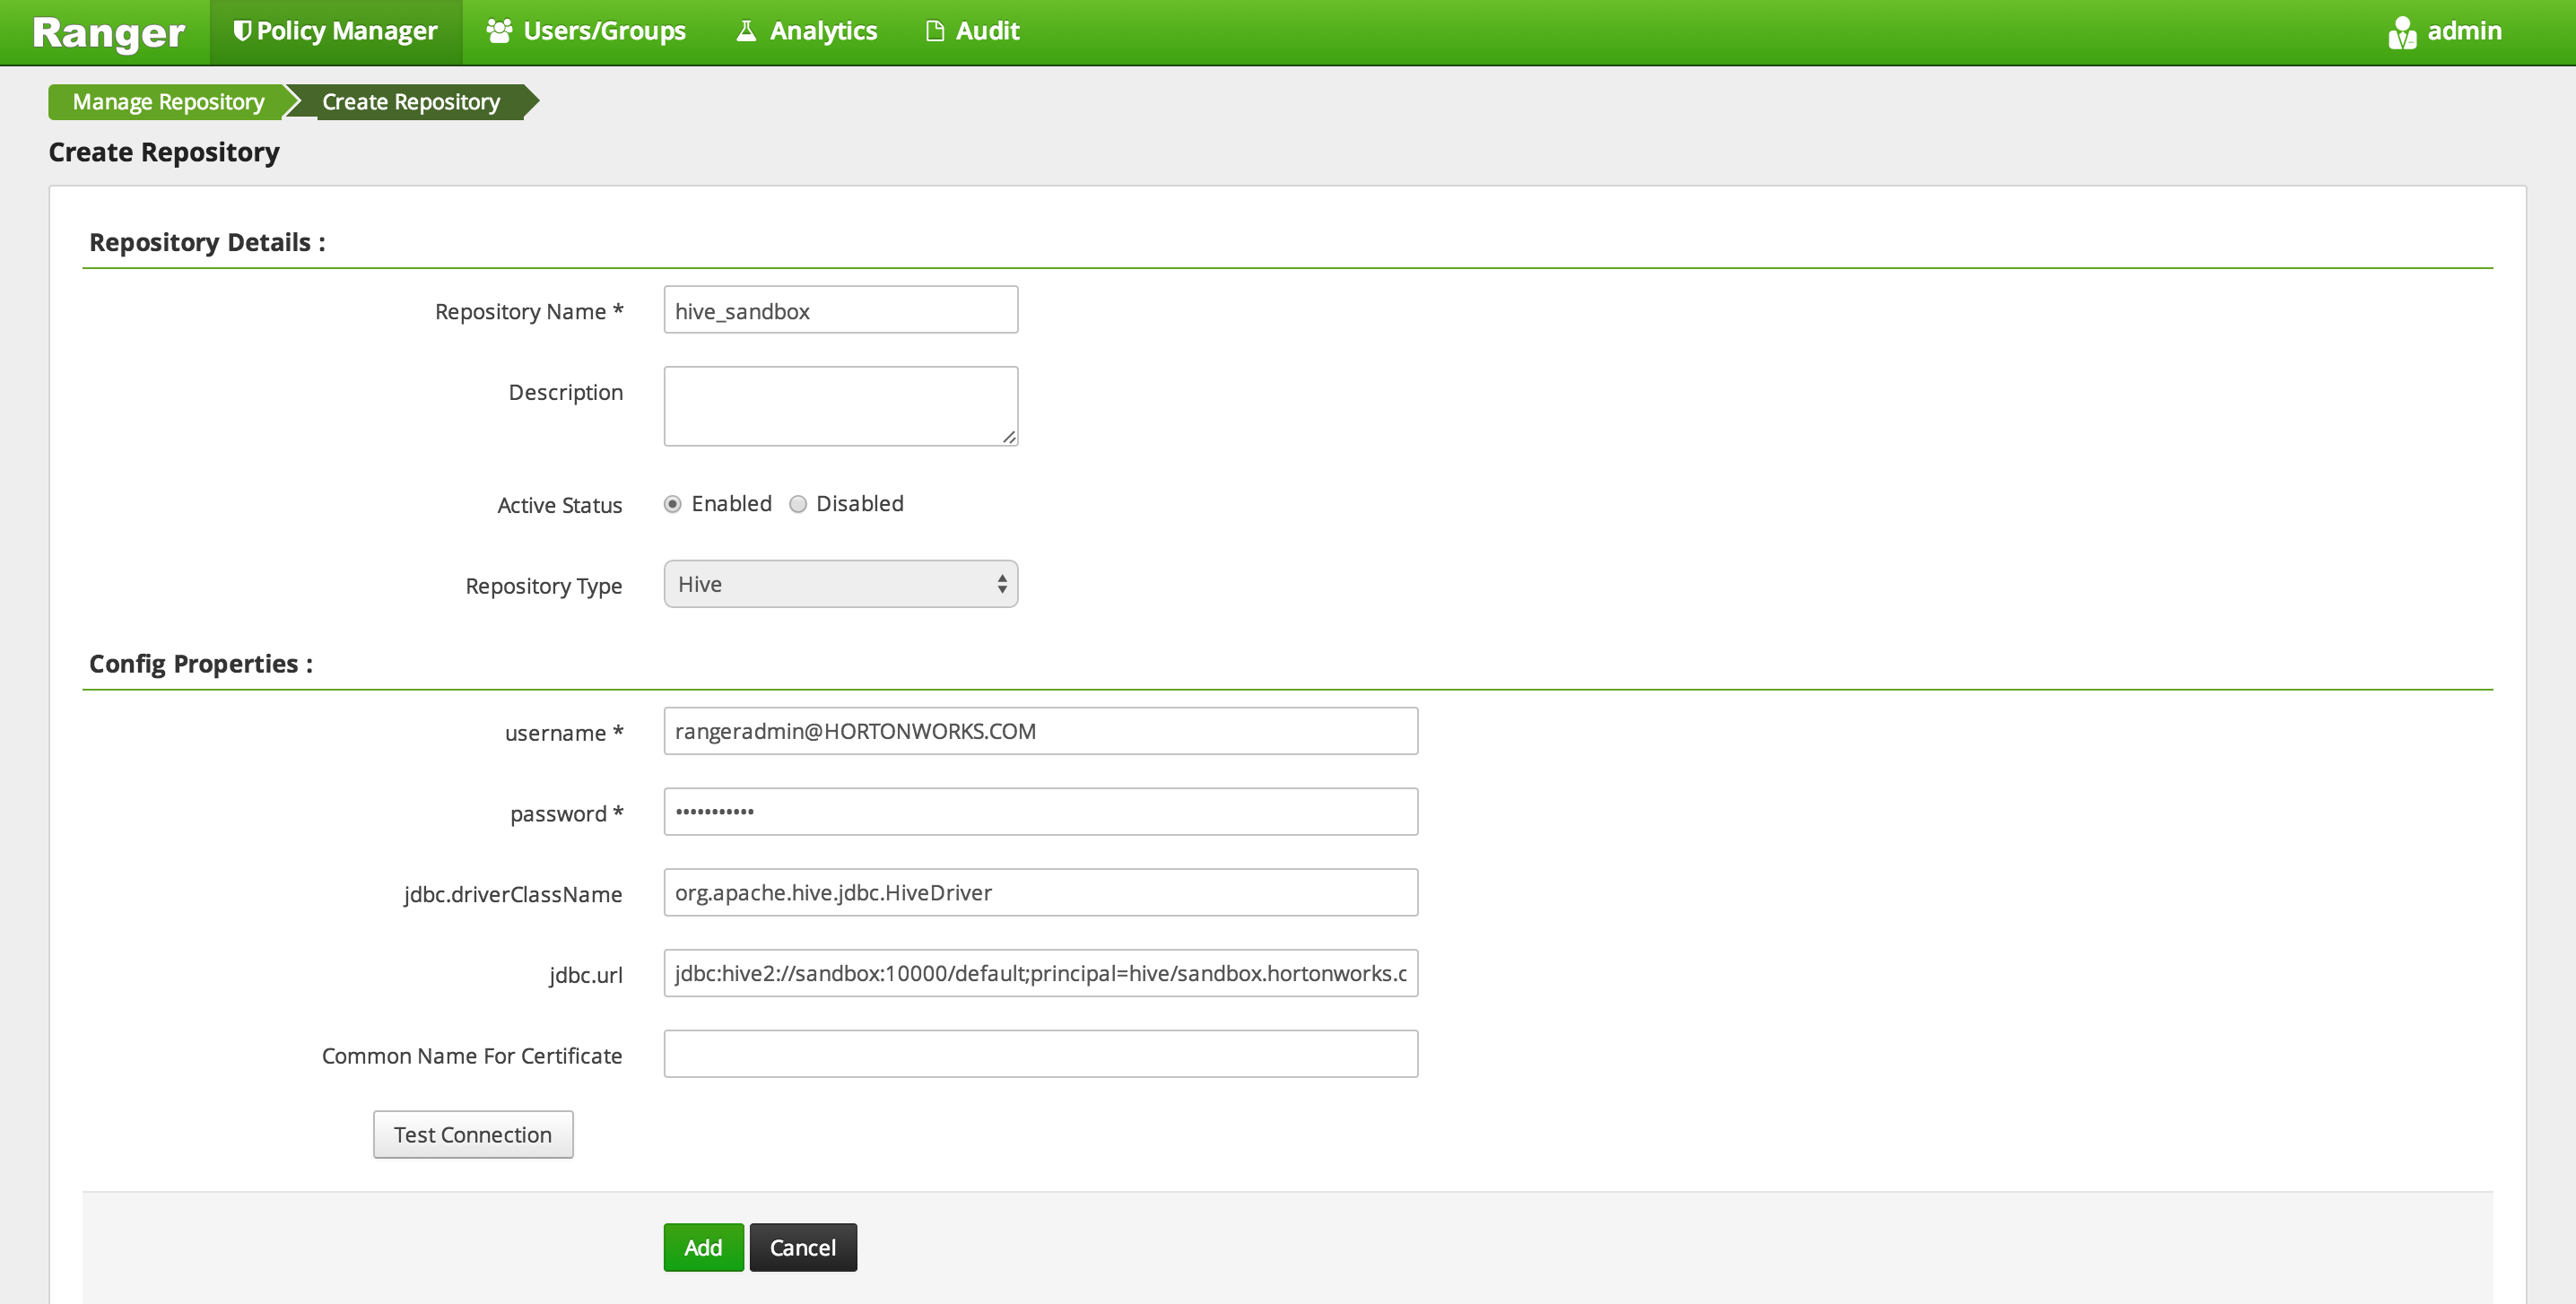 Ranger Policy Manager Users/Groups Analytics Audit admin
Manage Repository Create Repository
Create Repository
Repository Details :
Repository Name * hive_sandbox
Description
Active Status Enabled Disabled
Repository Type Hive
Config Properties :
username * rangeradmin@HORTONWORKS.COM
password * •••••••••••
jdbc.driverClassName org.apache.hive.jdbc.HiveDriver
jdbc.url jdbc:hive2://sandbox:10000/default;principal=hive/sandbox.hortonworks.c
Common Name For Certificate
Test Connection
Add Cancel